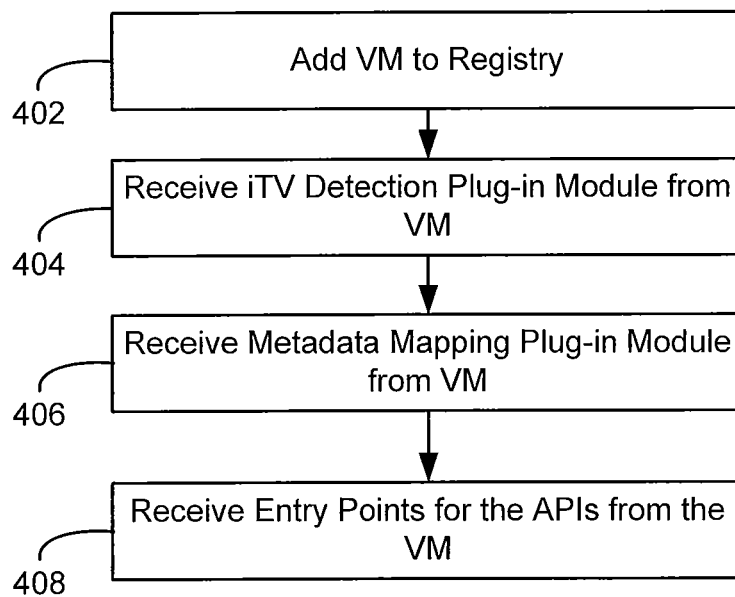 Add VM to Registry
402
Receive iTV Detection Plug-in Module from
VM
404
Receive Metadata Mapping Plug-in Module
from VM
406
Receive Entry Points for the APIs from the
VM
408